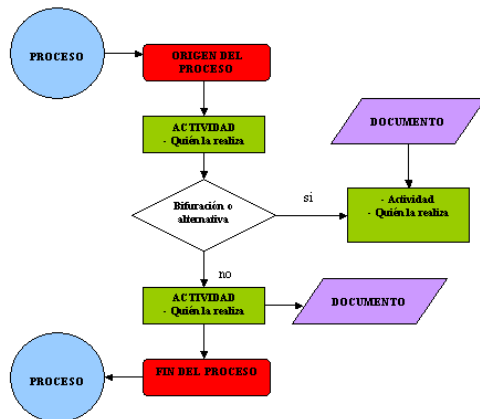 PROCESO
ORIGEN DEL
PROCESO
ACTIVIDAD
- Quién la realiza
DOCUMENTO
Bifuración o
alternativa
si
- Actividad
- Quién la realiza
no
ACTIVIDAD
- Quién la realiza
DOCUMENTO
FIN DEL PROCESO
PROCESO